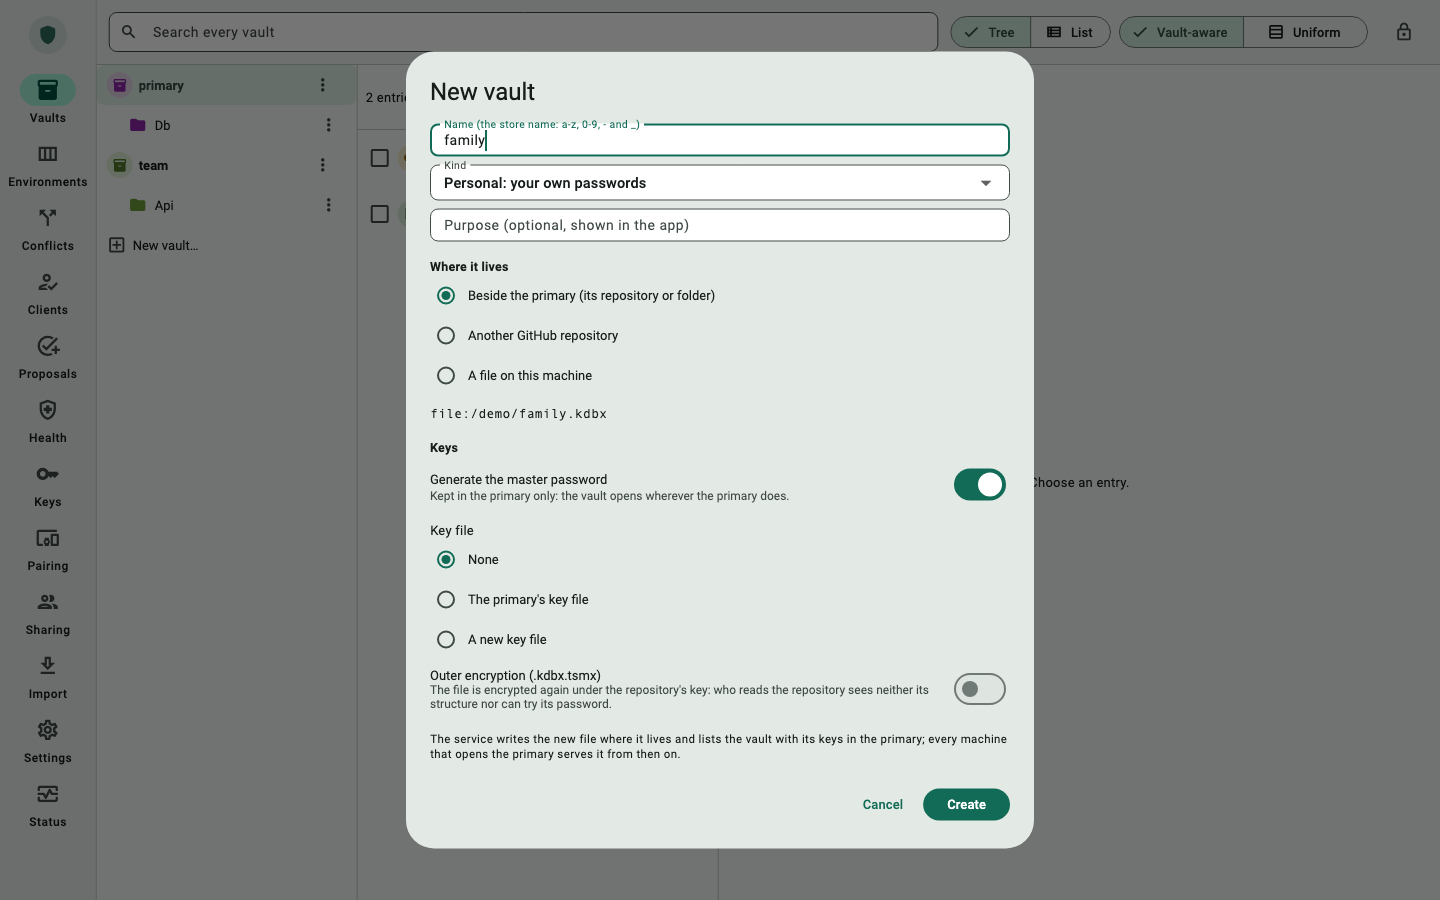 Search every vault
Tree
List
Vault-aware
Uniform
Vaults
Environments
Conflicts
Clients
Proposals
Health
Keys
Pairing
Sharing
Import
Settings
Status
primary
Db
team
Api
New vault...
2 entri
Choose an entry.
New vault
Name (the store name: a-z, 0-9, - and _)
family
Kind
Personal: your own passwords
Purpose (optional, shown in the app)
Where it lives
Beside the primary (its repository or folder)
Another GitHub repository
A file on this machine
file:/demo/family.kdbx
Keys
Generate the master password
Kept in the primary only: the vault opens wherever the primary does.
Key file
None
The primary's key file
A new key file
Outer encryption (.kdbx.tsmx)
The file is encrypted again under the repository's key: who reads the repository sees neither its
structure nor can try its password.
The service writes the new file where it lives and lists the vault with its keys in the primary; every machine
that opens the primary serves it from then on.
Cancel
Create